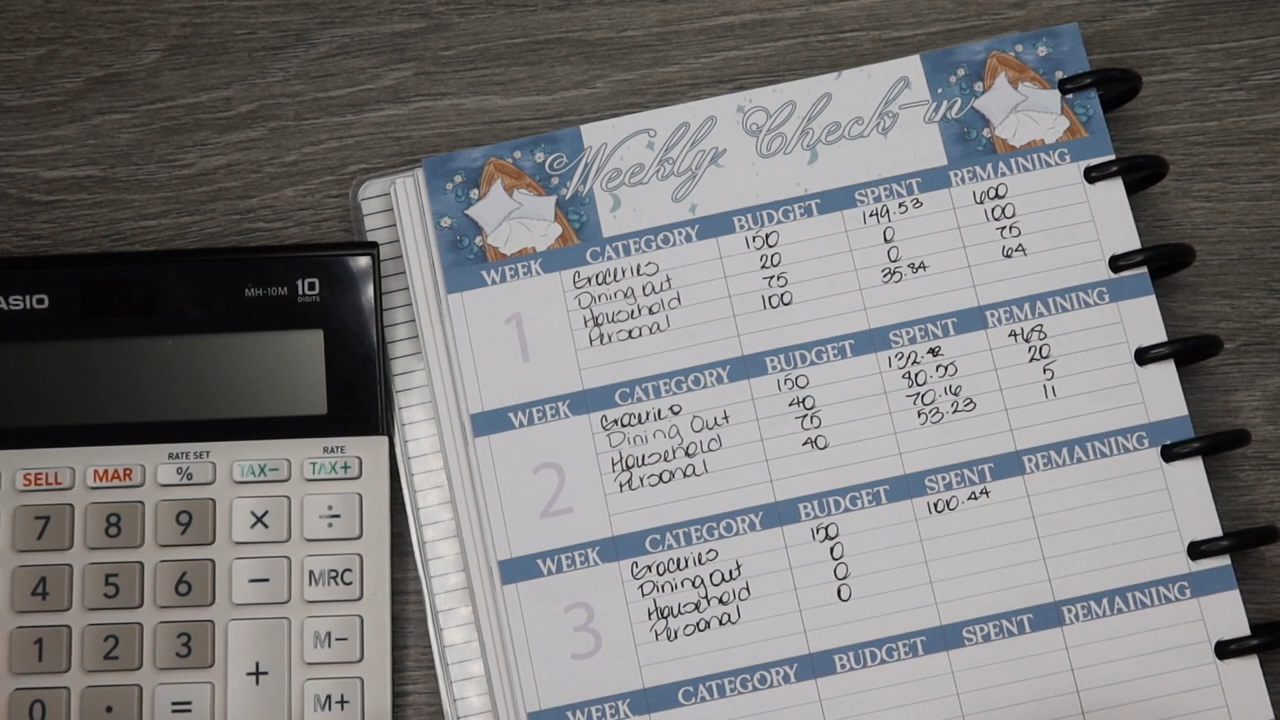 Weekly Check-in
WEEK CATEGORY BUDGET SPENT REMAINING
1 Groceries 150 149.53 600
Dining Out 20 0 100
Household 75 0 75
Personal 100 35.84 64
WEEK CATEGORY BUDGET SPENT REMAINING
2 Groceries 150 132.42 468
Dining Out 40 80.55 20
Household 75 70.16 5
Personal 40 53.23 11
WEEK CATEGORY BUDGET SPENT REMAINING
3 Groceries 150 100.44
Dining Out 0
Household 0
Personal 0
WEEK CATEGORY BUDGET SPENT REMAINING
ASIO MH-10M 10
DIGITS
RATE SET RATE
SELL MAR % TAX− TAX+
7 8 9 × ÷
4 5 6 − MRC
1 2 3 + M−
0 · = M+